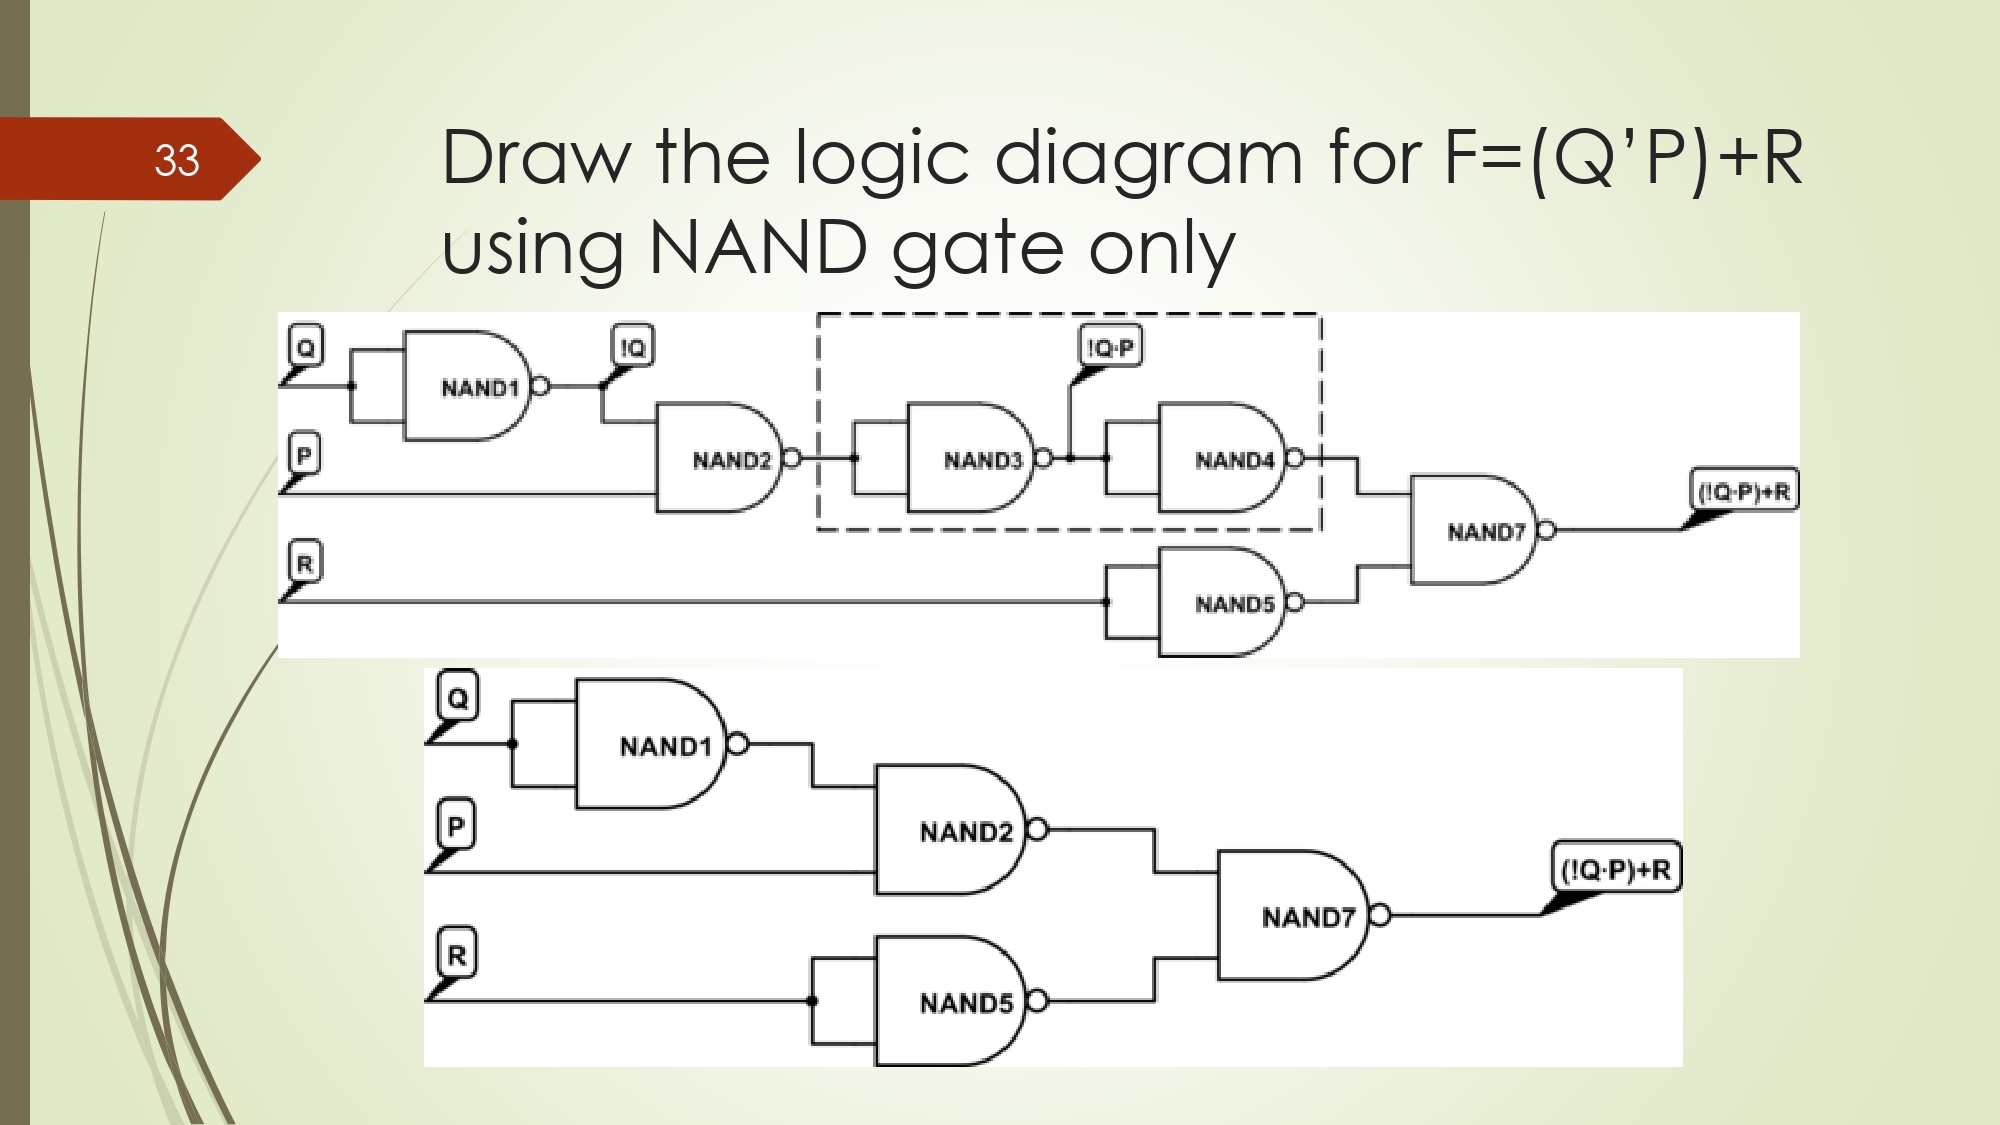 33
Draw the logic diagram for F=(Q’P)+R
using NAND gate only
Q
!Q
!Q·P
NAND1
P
NAND2
NAND3
NAND4
(!Q·P)+R
NAND7
R
NAND5
Q
NAND1
P
NAND2
(!Q·P)+R
NAND7
R
NAND5